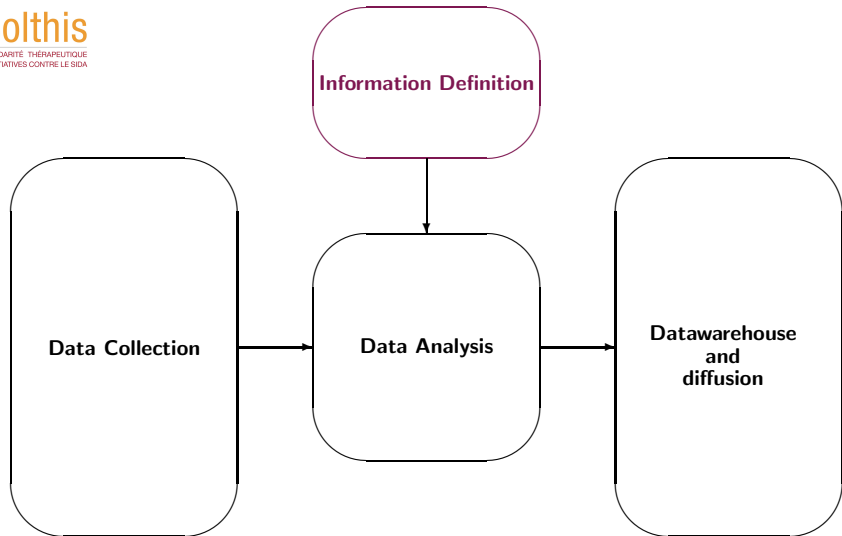 olthis
DARITÉ THÉRAPEUTIQUE
TIATIVES CONTRE LE SIDA
Information Definition
Data Collection
Data Analysis
Datawarehouse
and
diffusion